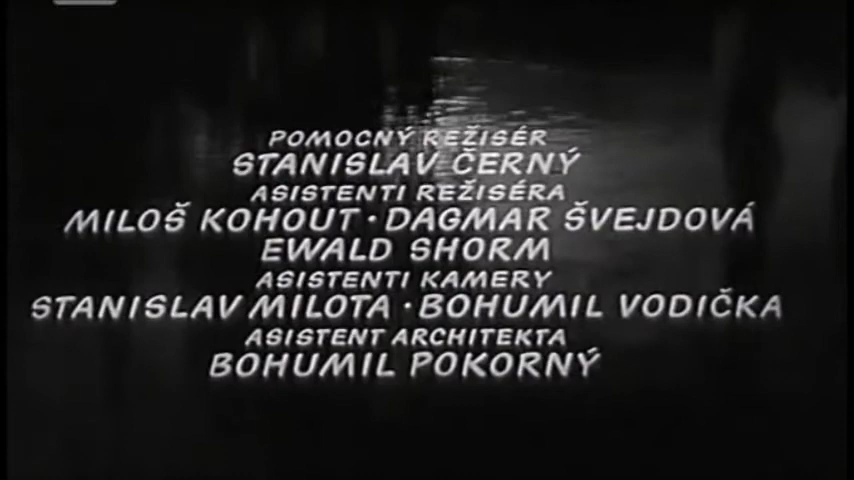 POMOCNÝ REŽISÉR
STANISLAV ČERNÝ
ASISTENTI REŽISÉRA
MILOŠ KOHOUT · DAGMAR ŠVEJDOVÁ
EWALD SHORM
ASISTENTI KAMERY
STANISLAV MILOTA · BOHUMIL VODIČKA
ASISTENT ARCHITEKTA
BOHUMIL POKORNÝ